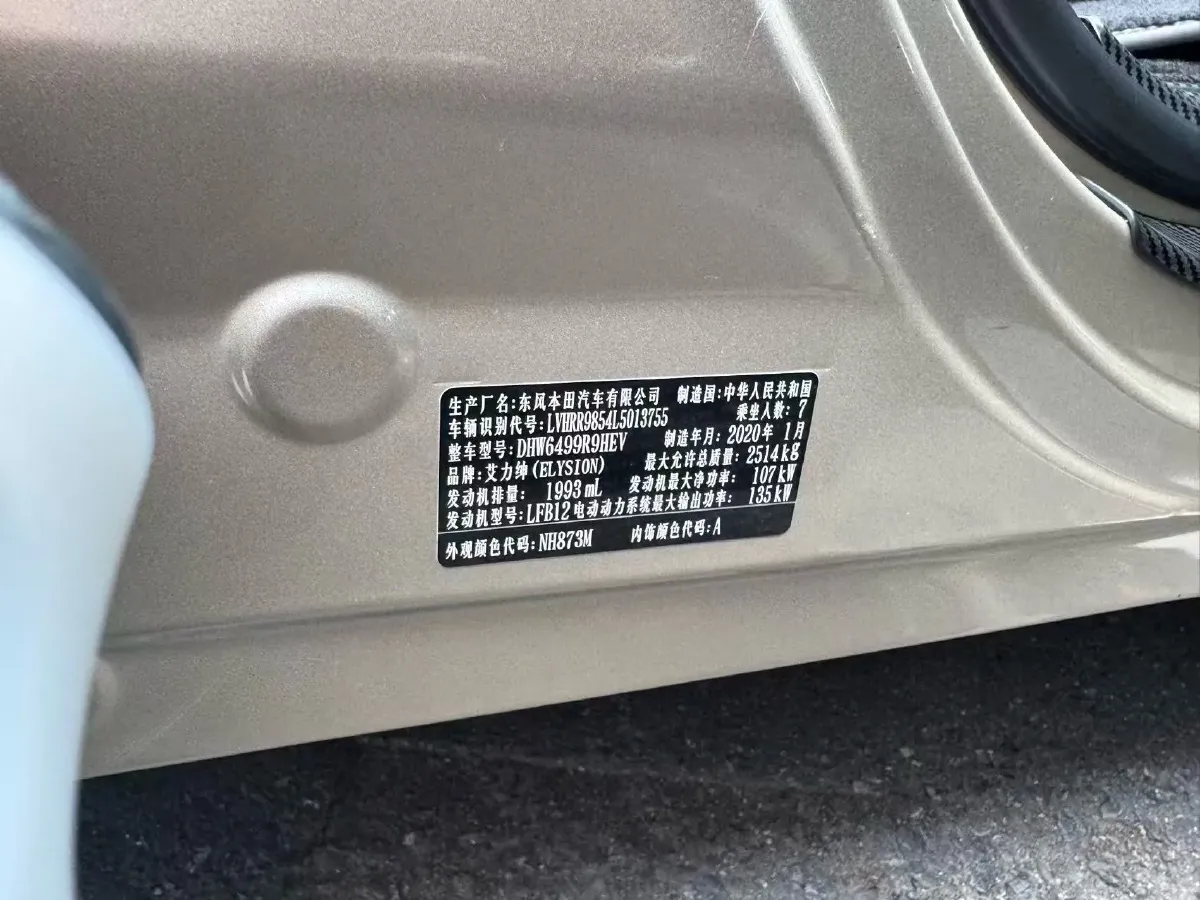 生产厂名:东风本田汽车有限公司 制造国:中华人民共和国
车辆识别代号:LVHRR9854L5013755 乘坐人数:7
整车型号:DHW6499R9HEV 制造年月:2020年 1月
品牌:艾力绅(ELYSION) 最大允许总质量:2514kg
发动机排量: 1993mL 发动机最大净功率: 107kW
发动机型号:LFB12 电动动力系统最大输出功率: 135kW
外观颜色代码:NH873M 内饰颜色代码:A